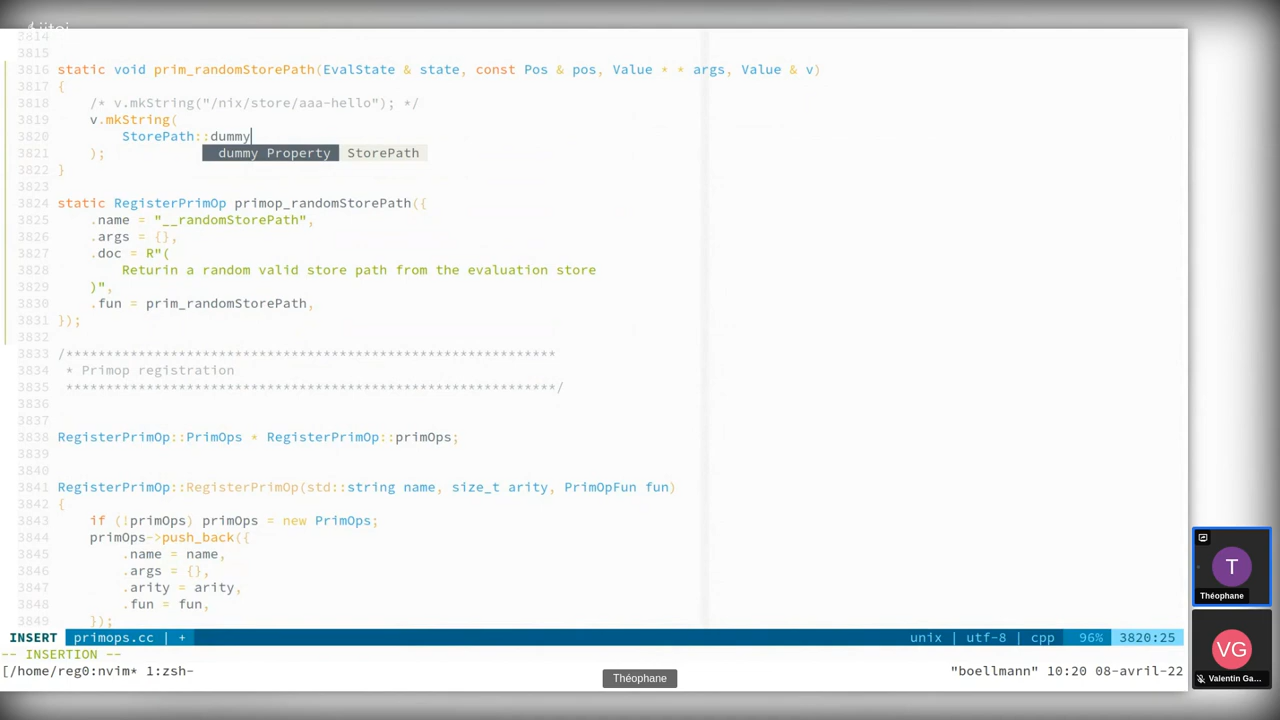 Jitsi
3814
3815
3816 static void prim_randomStorePath(EvalState & state, const Pos & pos, Value * * args, Value & v)
3817 {
3818 /* v.mkString("/nix/store/aaa-hello"); */
3819 v.mkString(
3820 StorePath::dummy
3821 ); dummy Property StorePath
3822 }
3823
3824 static RegisterPrimOp primop_randomStorePath({
3825 .name = "__randomStorePath",
3826 .args = {},
3827 .doc = R"(
3828 Returin a random valid store path from the evaluation store
3829 )",
3830 .fun = prim_randomStorePath,
3831 });
3832
3833 /*************************************************************
3834 * Primop registration
3835 *************************************************************/
3836
3837
3838 RegisterPrimOp::PrimOps * RegisterPrimOp::primOps;
3839
3840
3841 RegisterPrimOp::RegisterPrimOp(std::string name, size_t arity, PrimOpFun fun)
3842 {
3843 if (!primOps) primOps = new PrimOps;
3844 primOps->push_back({
3845 .name = name,
3846 .args = {},
3847 .arity = arity,
3848 .fun = fun,
3849 });
INSERT primops.cc | + unix | utf-8 | cpp 96% 3820:25
-- INSERTION --
[/home/reg0:nvim* 1:zsh- "boellmann" 10:20 08-avril-22
Théophane
T
Théophane
VG
Valentin Ga...